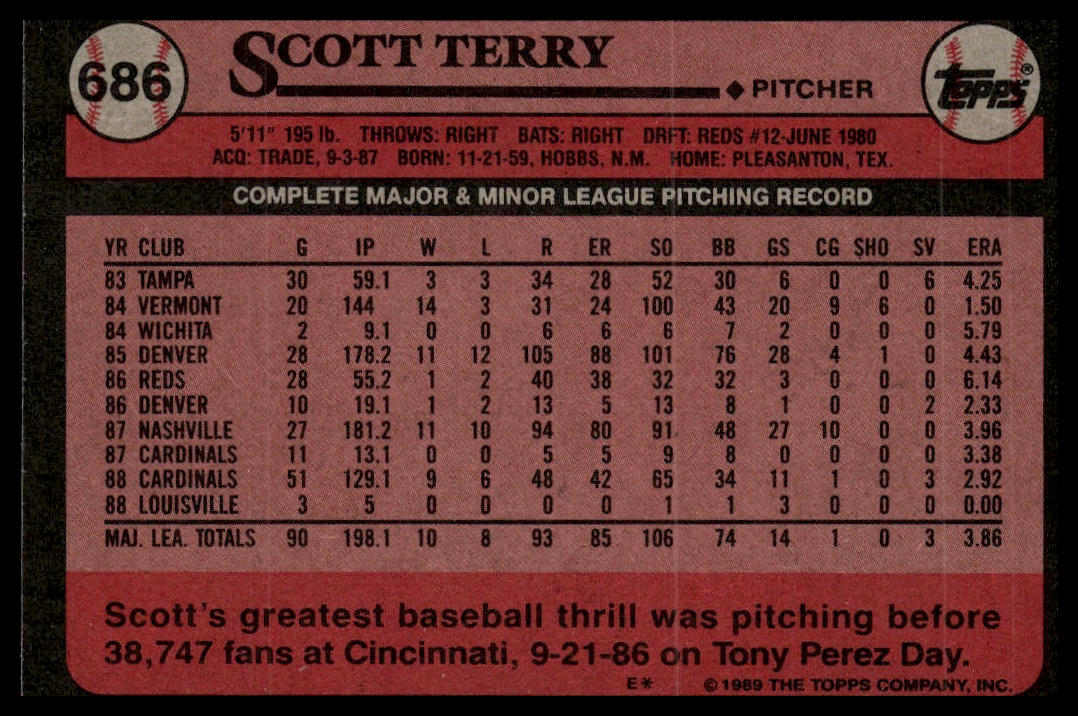 686
SCOTT TERRY
◆ PITCHER
TOPPS®
5'11" 195 lb. THROWS: RIGHT BATS: RIGHT DRFT: REDS #12-JUNE 1980
ACQ: TRADE, 9-3-87 BORN: 11-21-59, HOBBS, N.M. HOME: PLEASANTON, TEX.
COMPLETE MAJOR & MINOR LEAGUE PITCHING RECORD
YR CLUB G IP W L R ER SO BB GS CG SHO SV ERA
83 TAMPA 30 59.1 3 3 34 28 52 30 6 0 0 6 4.25
84 VERMONT 20 144 14 3 31 24 100 43 20 9 6 0 1.50
84 WICHITA 2 9.1 0 0 6 6 6 7 2 0 0 0 5.79
85 DENVER 28 178.2 11 12 105 88 101 76 28 4 1 0 4.43
86 REDS 28 55.2 1 2 40 38 32 32 3 0 0 0 6.14
86 DENVER 10 19.1 1 2 13 5 13 8 1 0 0 2 2.33
87 NASHVILLE 27 181.2 11 10 94 80 91 48 27 10 0 0 3.96
87 CARDINALS 11 13.1 0 0 5 5 9 8 0 0 0 0 3.38
88 CARDINALS 51 129.1 9 6 48 42 65 34 11 1 0 3 2.92
88 LOUISVILLE 3 5 0 0 0 0 1 1 3 0 0 0 0.00
MAJ. LEA. TOTALS 90 198.1 10 8 93 85 106 74 14 1 0 3 3.86
Scott's greatest baseball thrill was pitching before
38,747 fans at Cincinnati, 9-21-86 on Tony Perez Day.
E* ©1989 THE TOPPS COMPANY, INC.